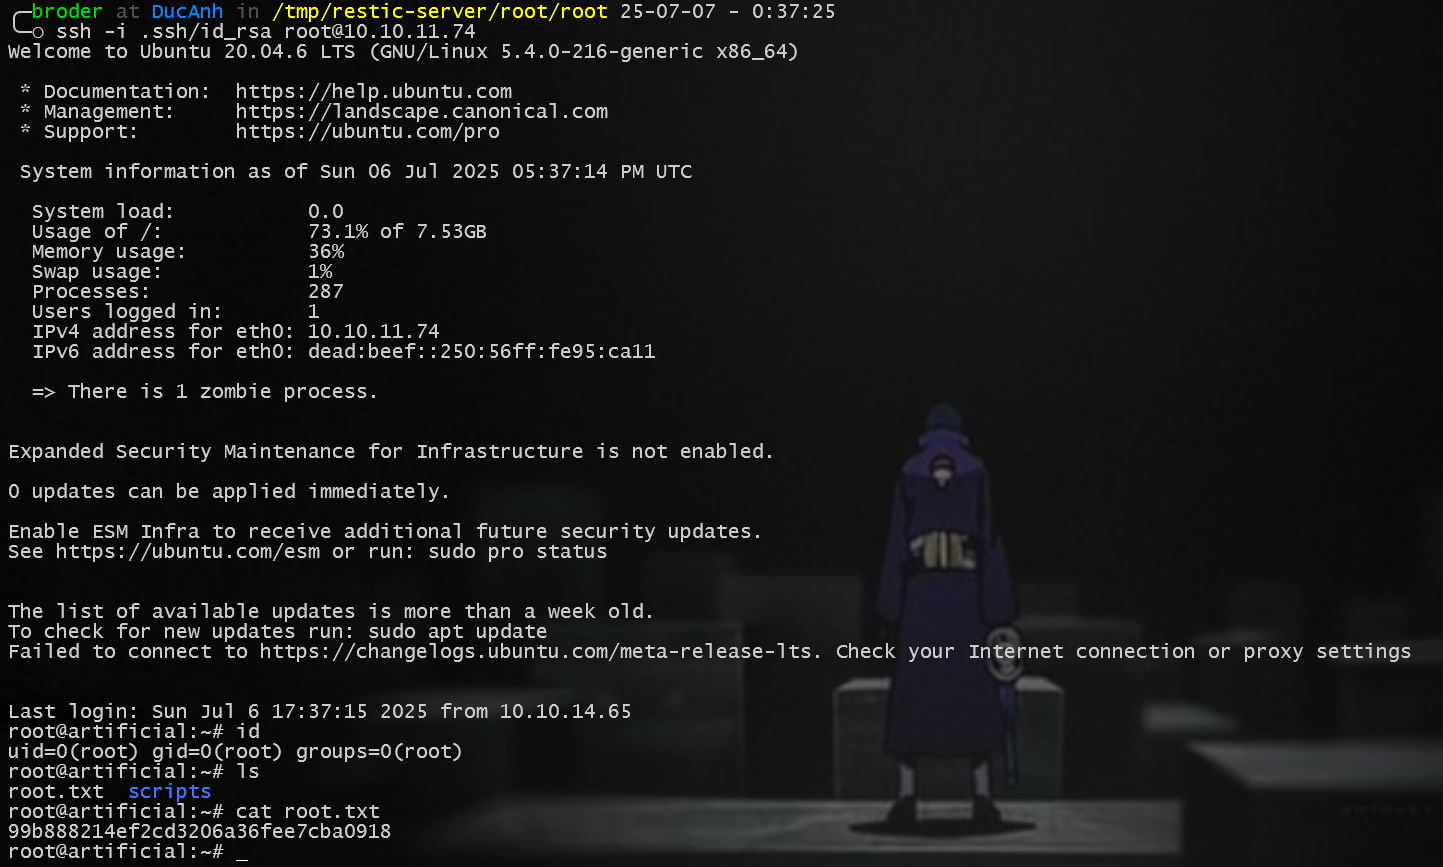 broder at DucAnh in /tmp/restic-server/root/root 25-07-07 - 0:37:25
ssh -i .ssh/id_rsa root@10.10.11.74
Welcome to Ubuntu 20.04.6 LTS (GNU/Linux 5.4.0-216-generic x86_64)
* Documentation: https://help.ubuntu.com
* Management: https://landscape.canonical.com
* Support: https://ubuntu.com/pro
System information as of Sun 06 Jul 2025 05:37:14 PM UTC
System load: 0.0
Usage of /: 73.1% of 7.53GB
Memory usage: 36%
Swap usage: 1%
Processes: 287
Users logged in: 1
IPv4 address for eth0: 10.10.11.74
IPv6 address for eth0: dead:beef::250:56ff:fe95:ca11
=> There is 1 zombie process.
Expanded Security Maintenance for Infrastructure is not enabled.
0 updates can be applied immediately.
Enable ESM Infra to receive additional future security updates.
See https://ubuntu.com/esm or run: sudo pro status
The list of available updates is more than a week old.
To check for new updates run: sudo apt update
Failed to connect to https://changelogs.ubuntu.com/meta-release-lts. Check your Internet connection or proxy settings
Last login: Sun Jul 6 17:37:15 2025 from 10.10.14.65
root@artificial:~# id
uid=0(root) gid=0(root) groups=0(root)
root@artificial:~# ls
root.txt scripts
root@artificial:~# cat root.txt
99b888214ef2cd3206a36fee7cba0918
root@artificial:~# _